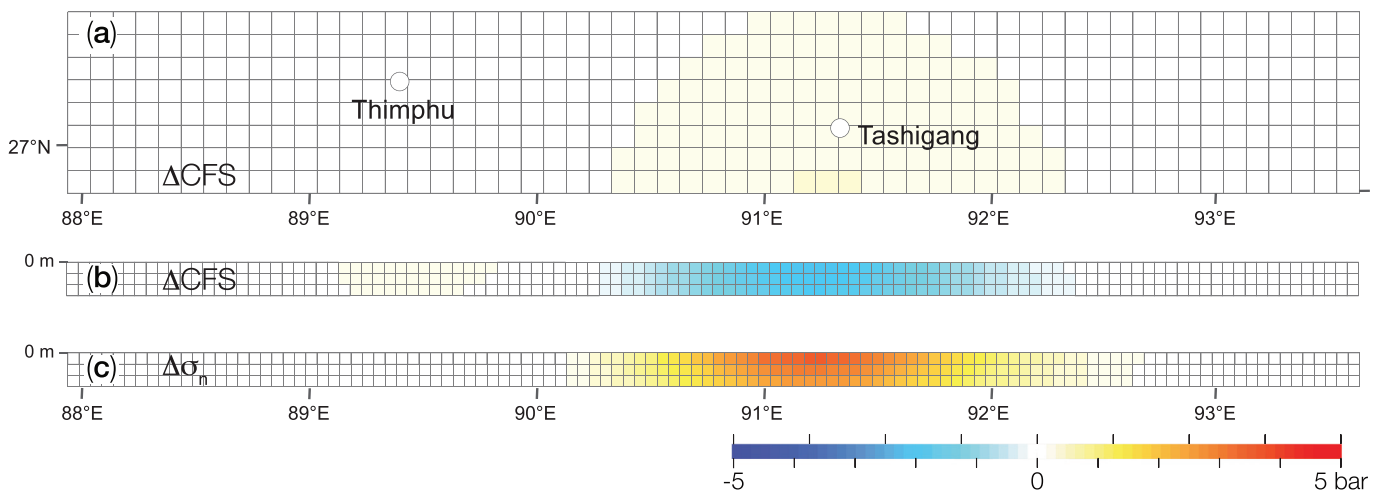 (a)
Thimphu
Tashigang
27°N
ΔCFS
88°E 89°E 90°E 91°E 92°E 93°E
0 m
(b) ΔCFS
0 m
(c) Δσn
88°E 89°E 90°E 91°E 92°E 93°E
-5 0 5 bar